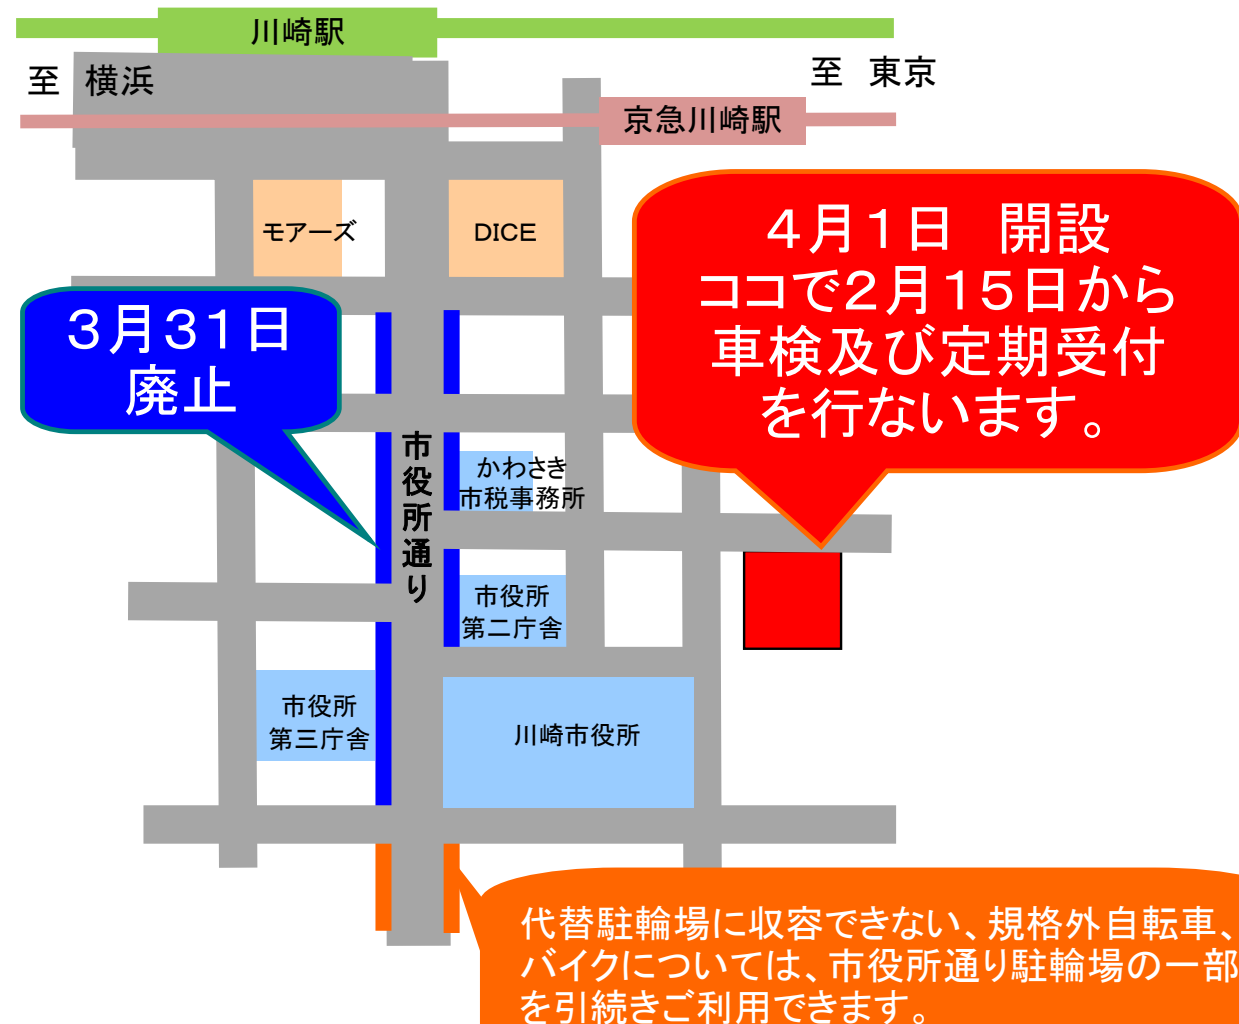 川崎駅
至　横浜
至　東京
京急川崎駅
モアーズ
DICE
４月１日　開設
ココで２月１５日から
車検及び定期受付
を行ないます。
３月３１日
廃止
市役所通り
かわさき
市税事務所
市役所
第二庁舎
市役所
第三庁舎
川崎市役所
代替駐輪場に収容できない、規格外自転車、
バイクについては、市役所通り駐輪場の一部
を引続きご利用できます。